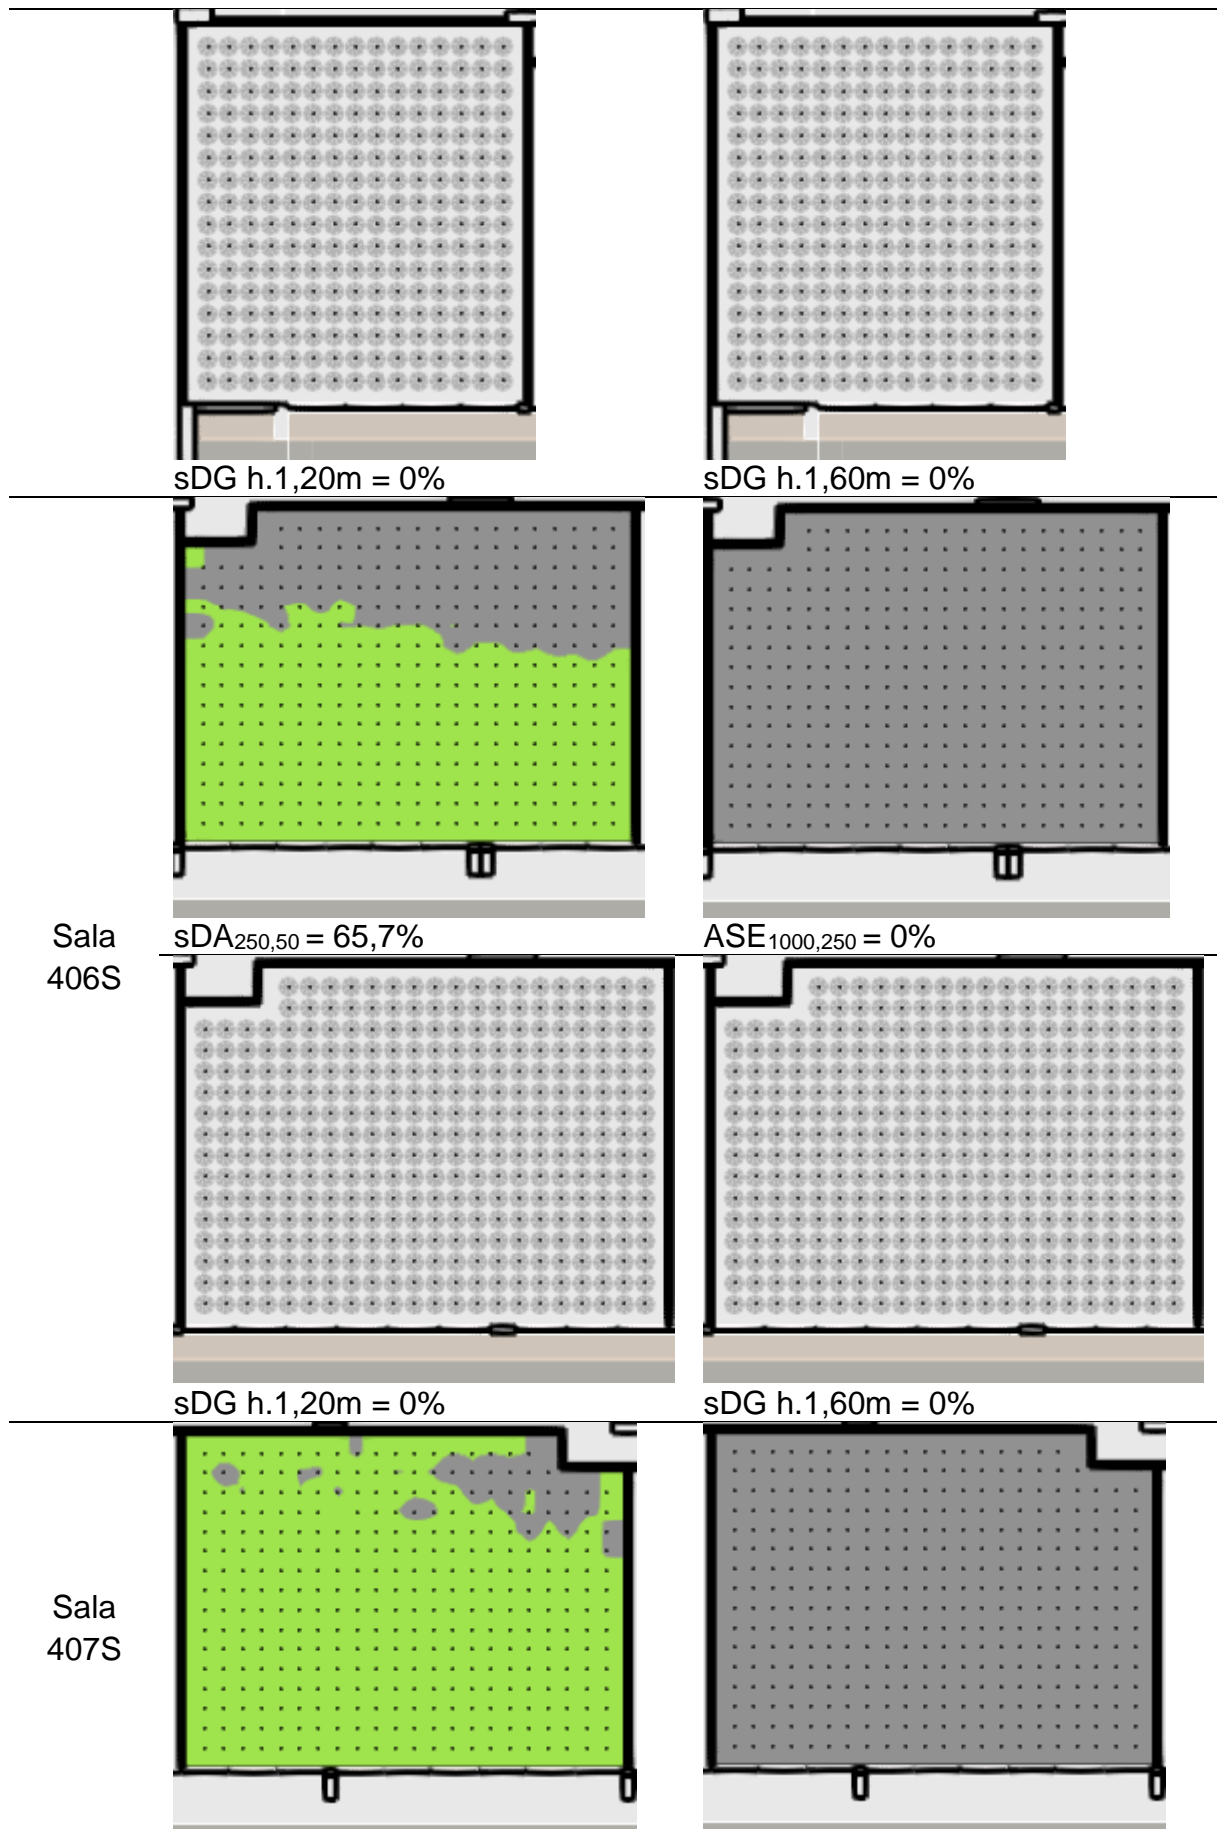 sDG h.1,20m = 0%
sDG h.1,60m = 0%
Sala
406S
sDA250,50 = 65,7%
ASE1000,250 = 0%
sDG h.1,20m = 0%
sDG h.1,60m = 0%
Sala
407S